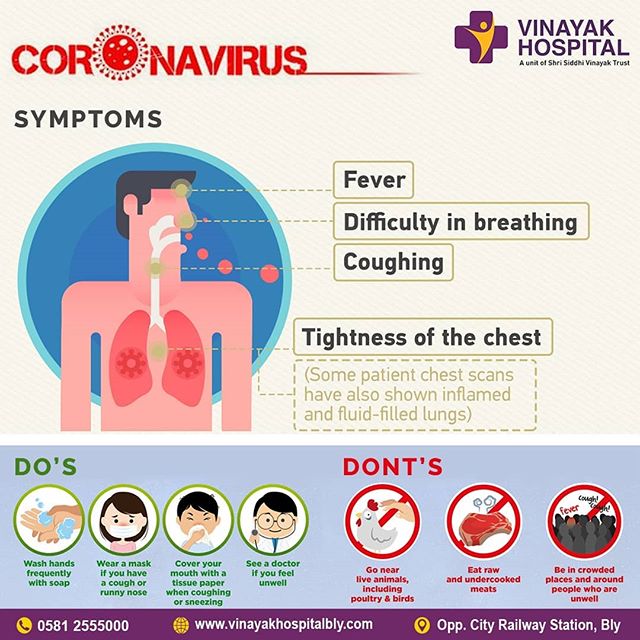 CORONAVIRUS
VINAYAK
HOSPITAL
A unit of Shri Siddhi Vinayak Trust
SYMPTOMS
Fever
Difficulty in breathing
Coughing
Tightness of the chest
(Some patient chest scans
have also shown inflamed
and fluid-filled lungs)
DO'S
Wash hands
frequently
with soap
Wear a mask
if you have
a cough or
runny nose
Cover your
mouth with a
tissue paper
when coughing
or sneezing
See a doctor
if you feel
unwell
DONT'S
Go near
live animals,
including
poultry & birds
Eat raw
and undercooked
meats
Fever
Cough!
Cough!
Be in crowded
places and around
people who are
unwell
0581 2555000
www.vinayakhospitalbly.com
Opp. City Railway Station, Bly